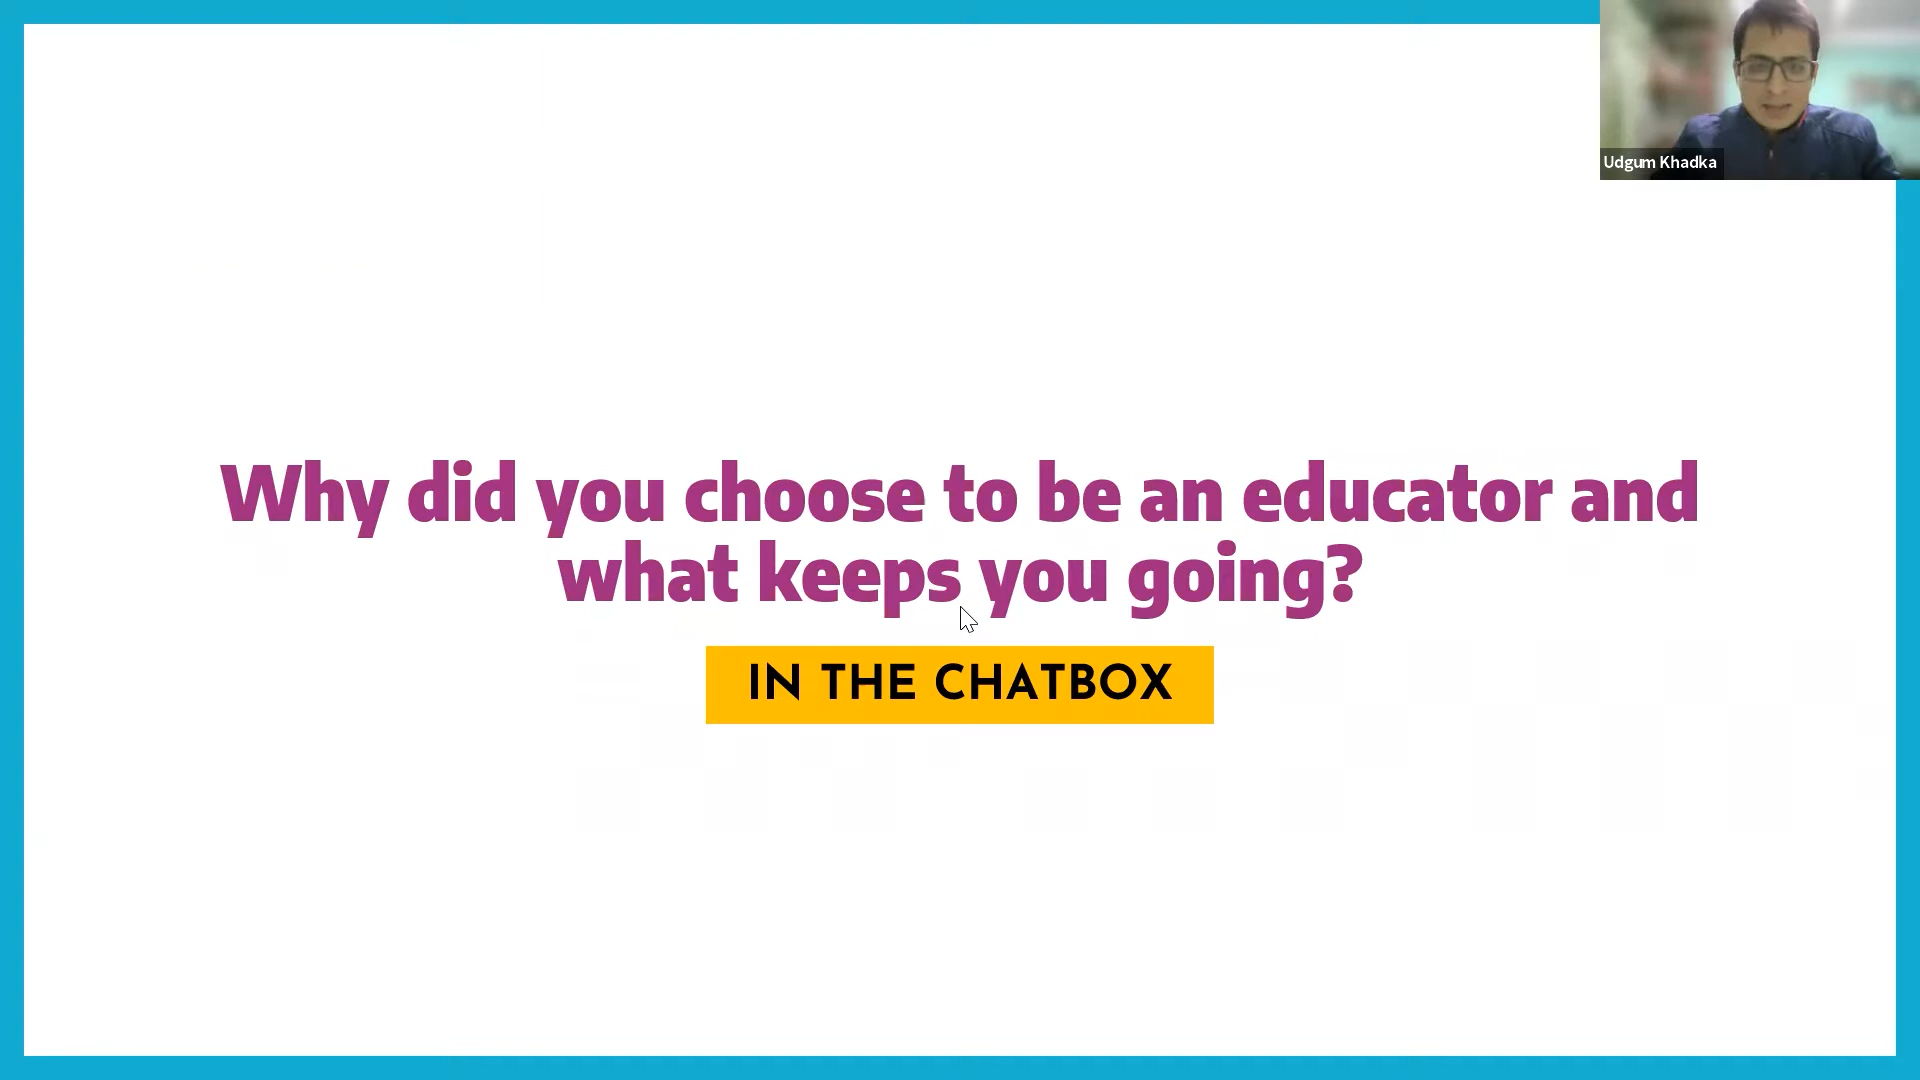 Udgum Khadka
Why did you choose to be an educator and
what keeps you going?
IN THE CHATBOX